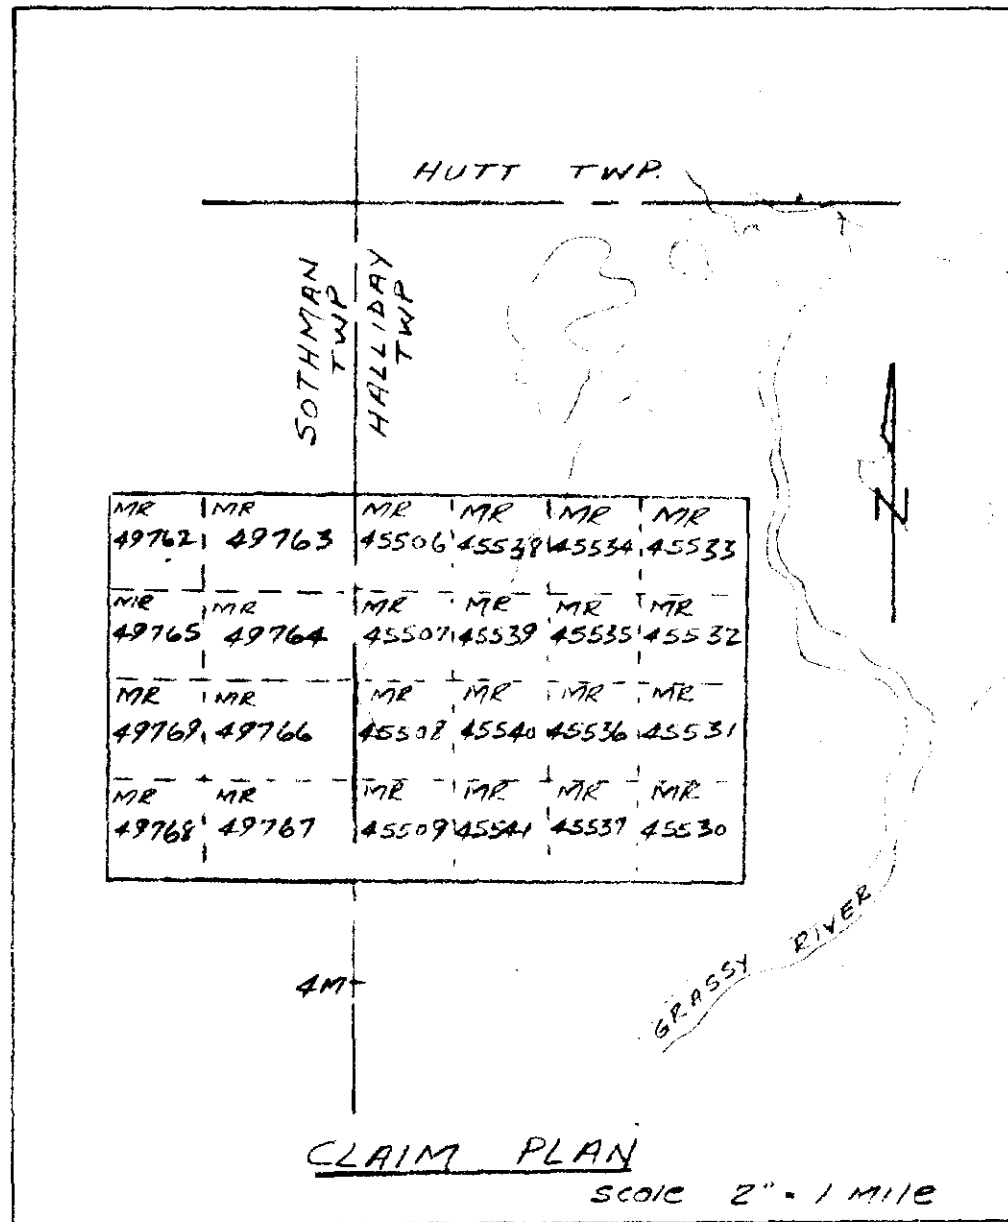 HUTT TWP.
SOTHMAN
TWP
HALLIDAY
TWP
N
MR MR MR MR MR MR
49762 49763 45506 45538 45534 45533
MR MR MR MR MR MR
49765 49764 45507 45539 45535 45532
MR MR MR MR MR MR
49769 49766 45508 45540 45536 45531
MR MR MR MR MR MR
49768 49767 45509 45541 45537 45530
GRASSY RIVER
4M
CLAIM PLAN
scale 2" = 1 MIle